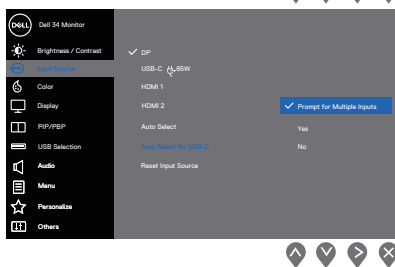 DELL
Dell 34 Monitor
Brightness / Contrast
Input Source
Color
Display
PIP/PBP
USB Selection
Audio
Menu
Personalize
Others
DP
USB-C 65W
HDMI 1
HDMI 2
Auto Select
Auto Select for USB-C
Reset Input Source
Prompt for Multiple Inputs
Yes
No